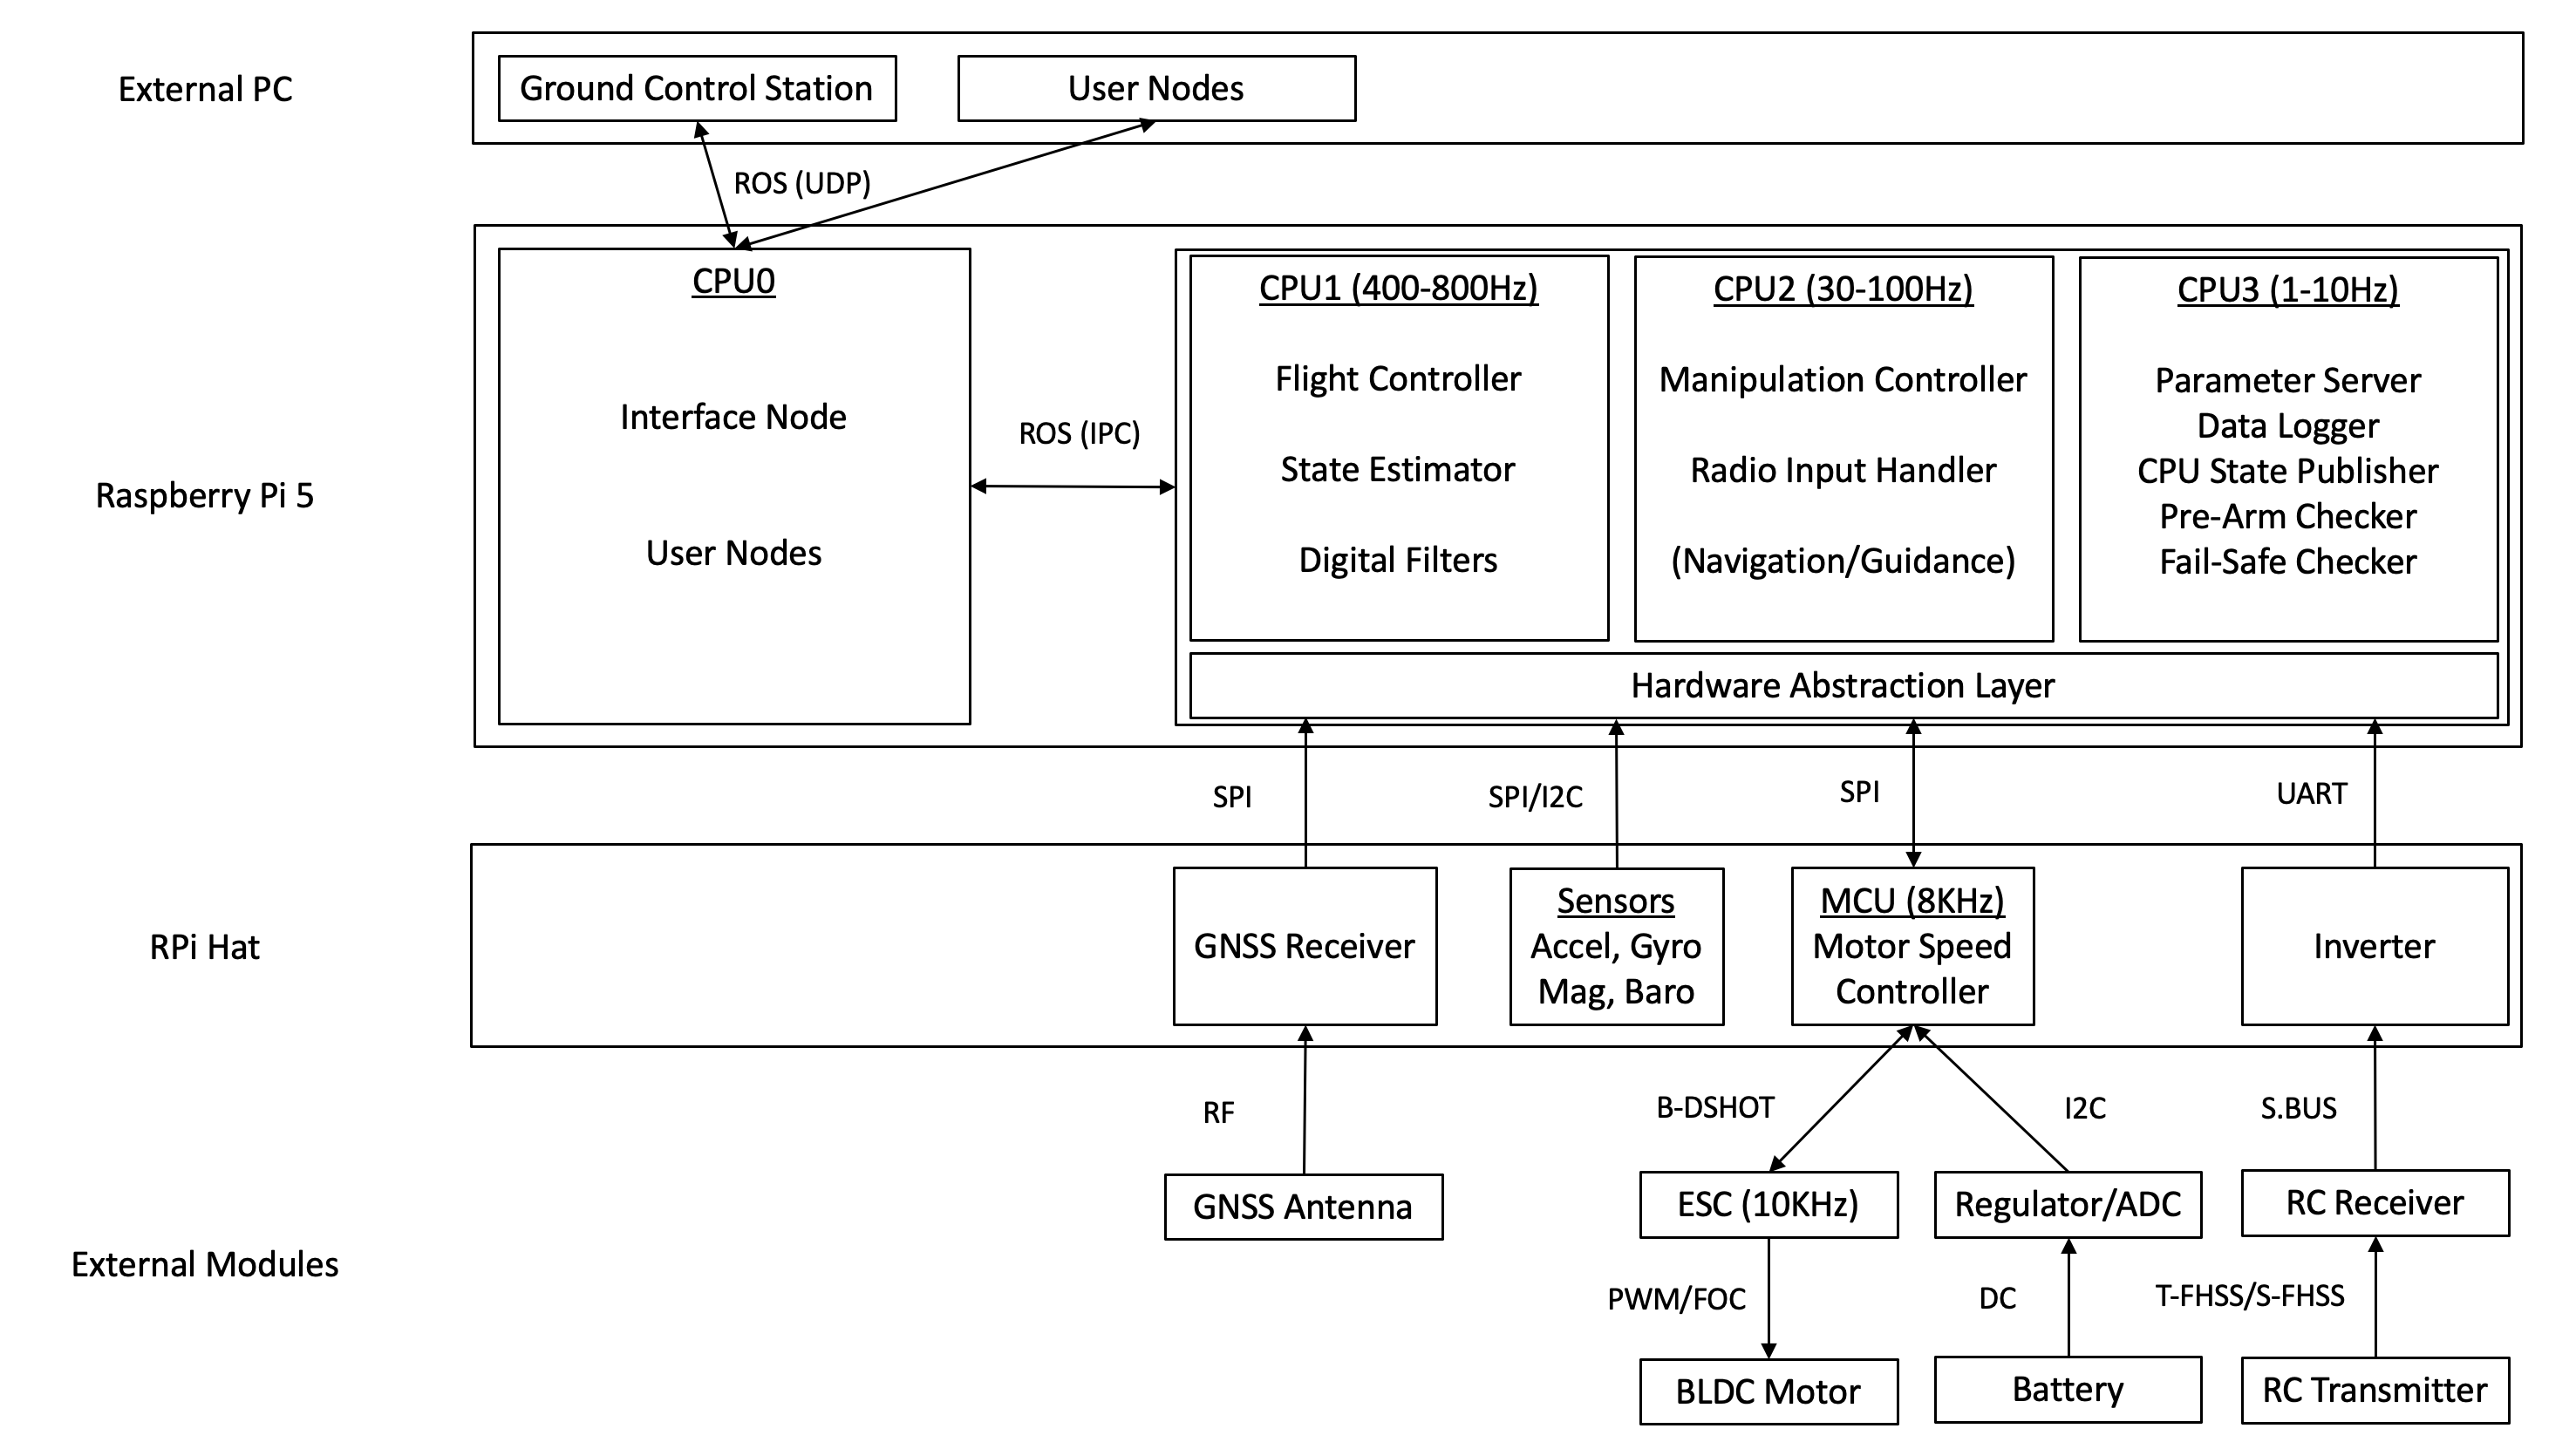 External PC
Ground Control Station
User Nodes
ROS (UDP)
Raspberry Pi 5
CPU0
Interface Node
User Nodes
ROS (IPC)
CPU1 (400-800Hz)
Flight Controller
State Estimator
Digital Filters
CPU2 (30-100Hz)
Manipulation Controller
Radio Input Handler
(Navigation/Guidance)
CPU3 (1-10Hz)
Parameter Server
Data Logger
CPU State Publisher
Pre-Arm Checker
Fail-Safe Checker
Hardware Abstraction Layer
SPI
SPI/I2C
SPI
UART
RPi Hat
GNSS Receiver
Sensors
Accel, Gyro
Mag, Baro
MCU (8KHz)
Motor Speed
Controller
Inverter
RF
B-DSHOT
I2C
S.BUS
External Modules
GNSS Antenna
ESC (10KHz)
Regulator/ADC
RC Receiver
PWM/FOC
DC
T-FHSS/S-FHSS
BLDC Motor
Battery
RC Transmitter